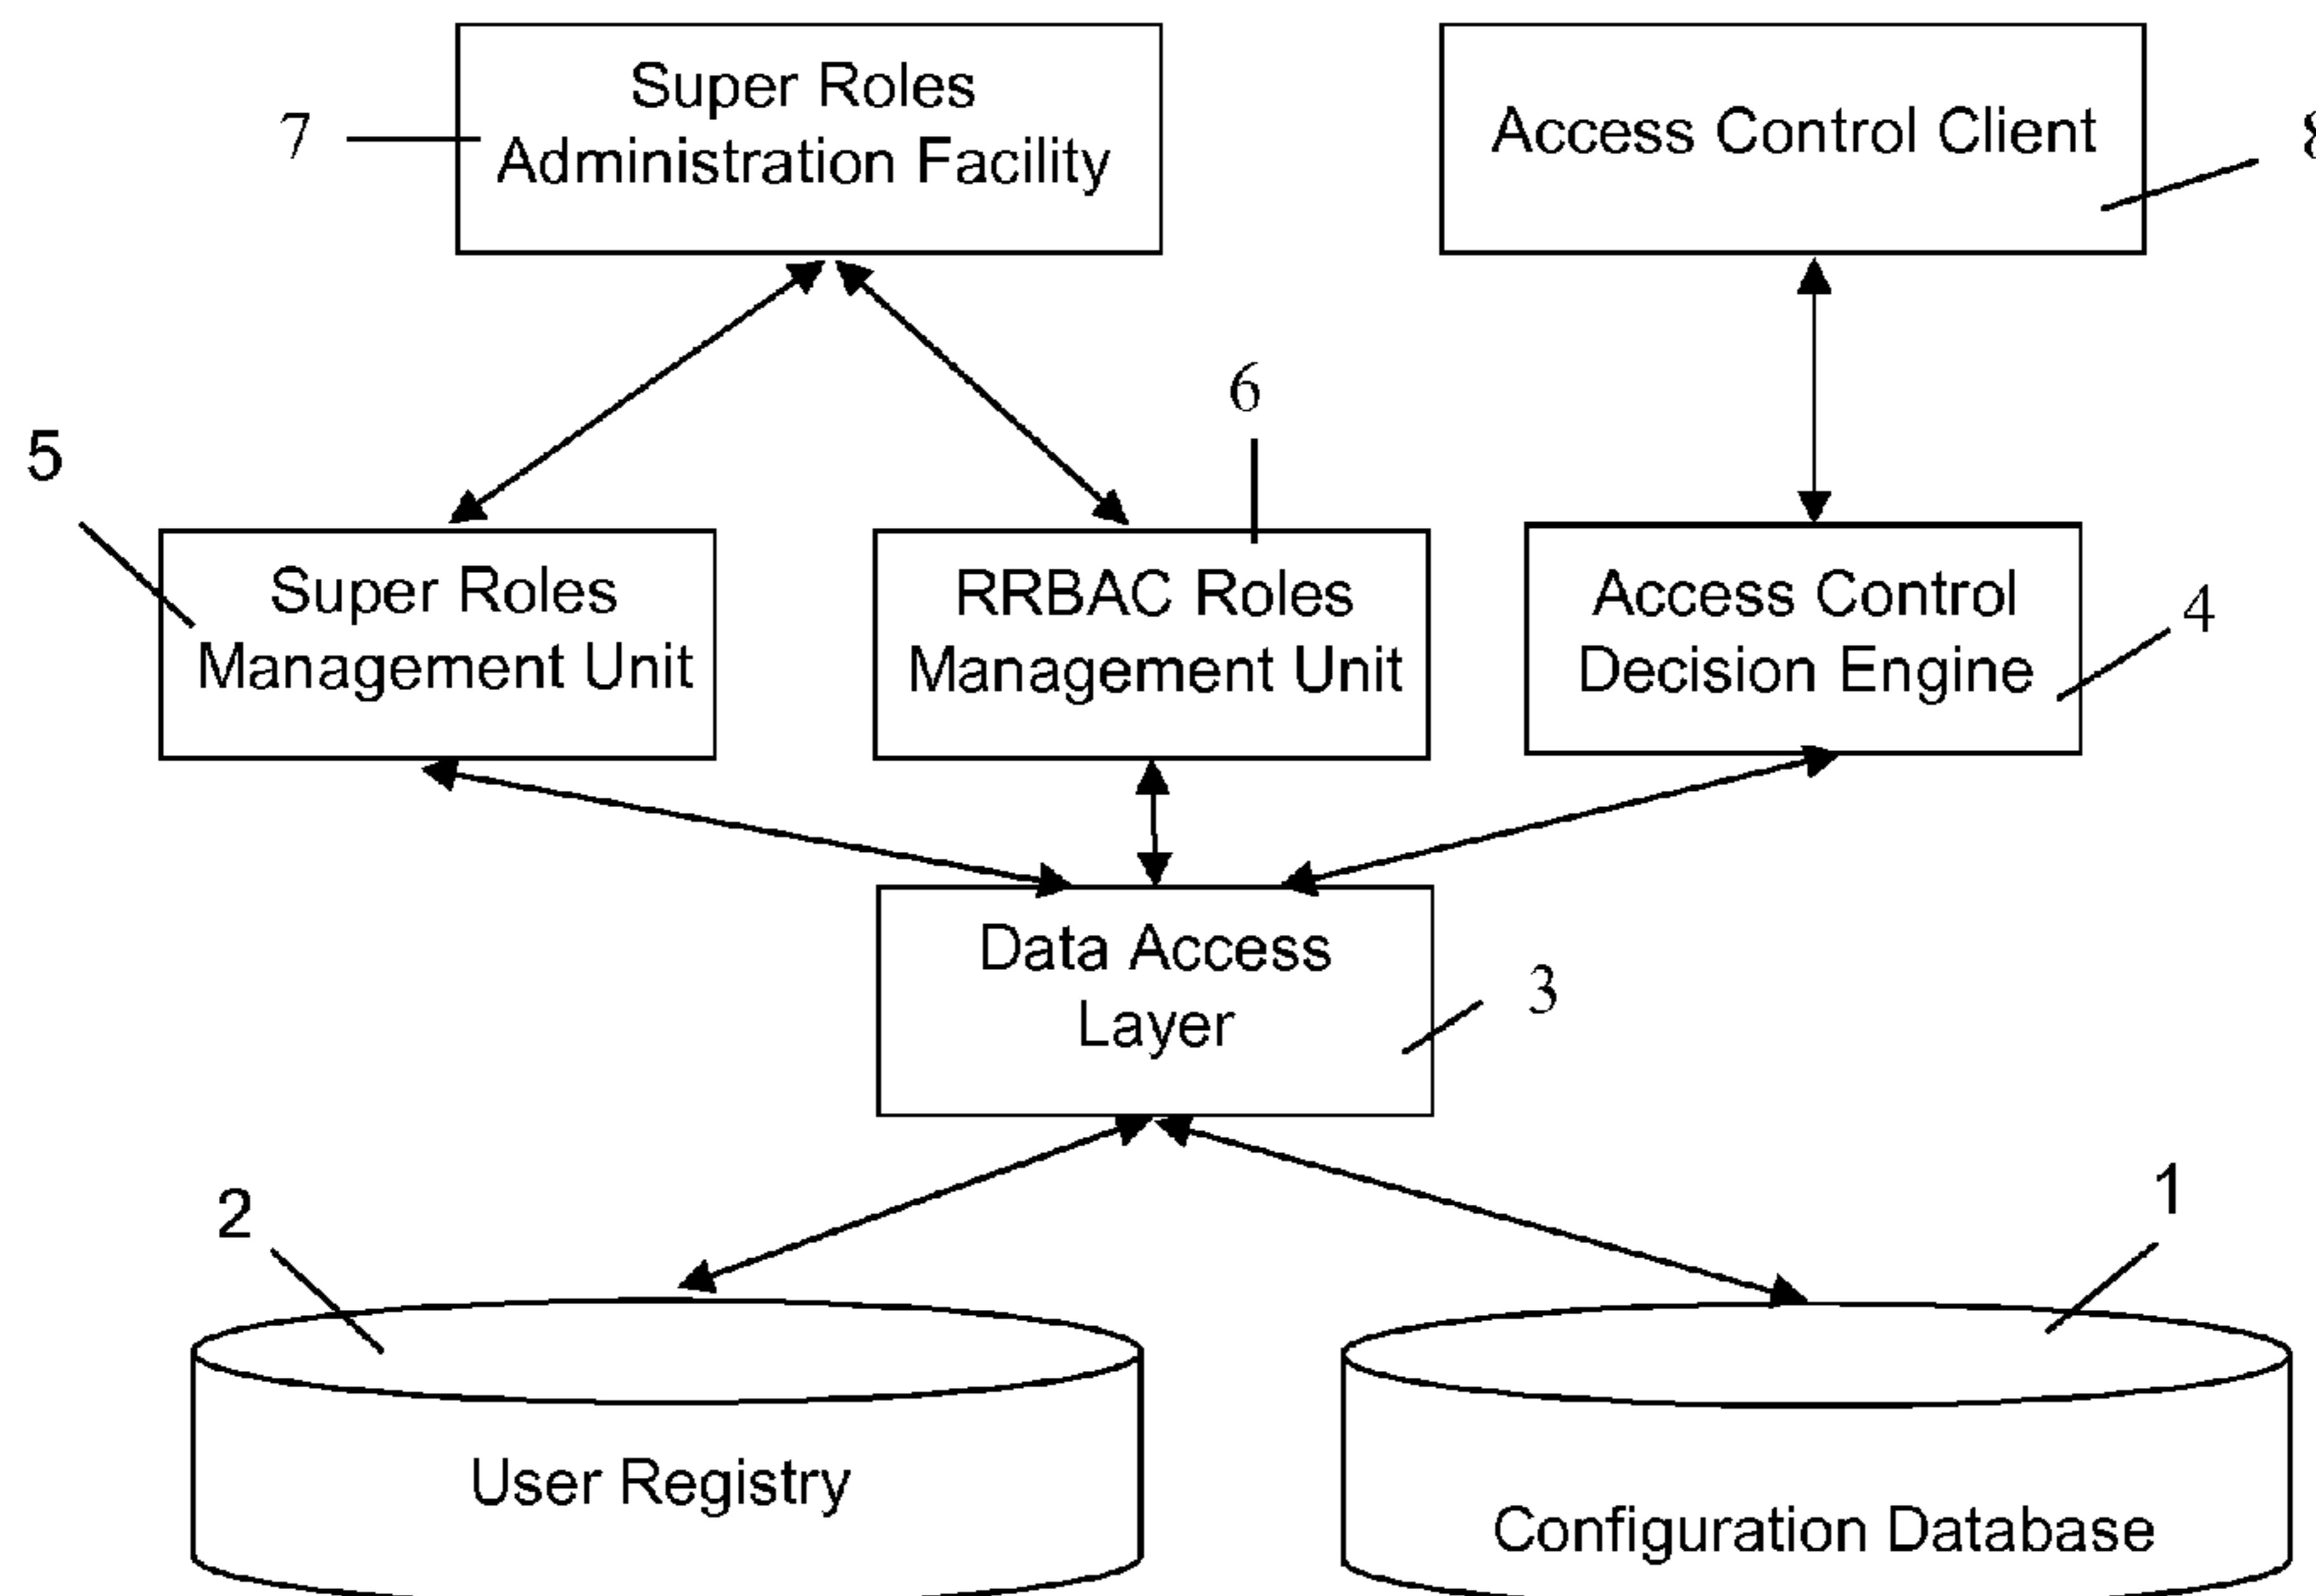 Super Roles
Administration Facility
7
Access Control Client
8
6
5
Super Roles
Management Unit
RRBAC Roles
Management Unit
Access Control
Decision Engine
4
Data Access
Layer
3
2
1
User Registry
Configuration Database